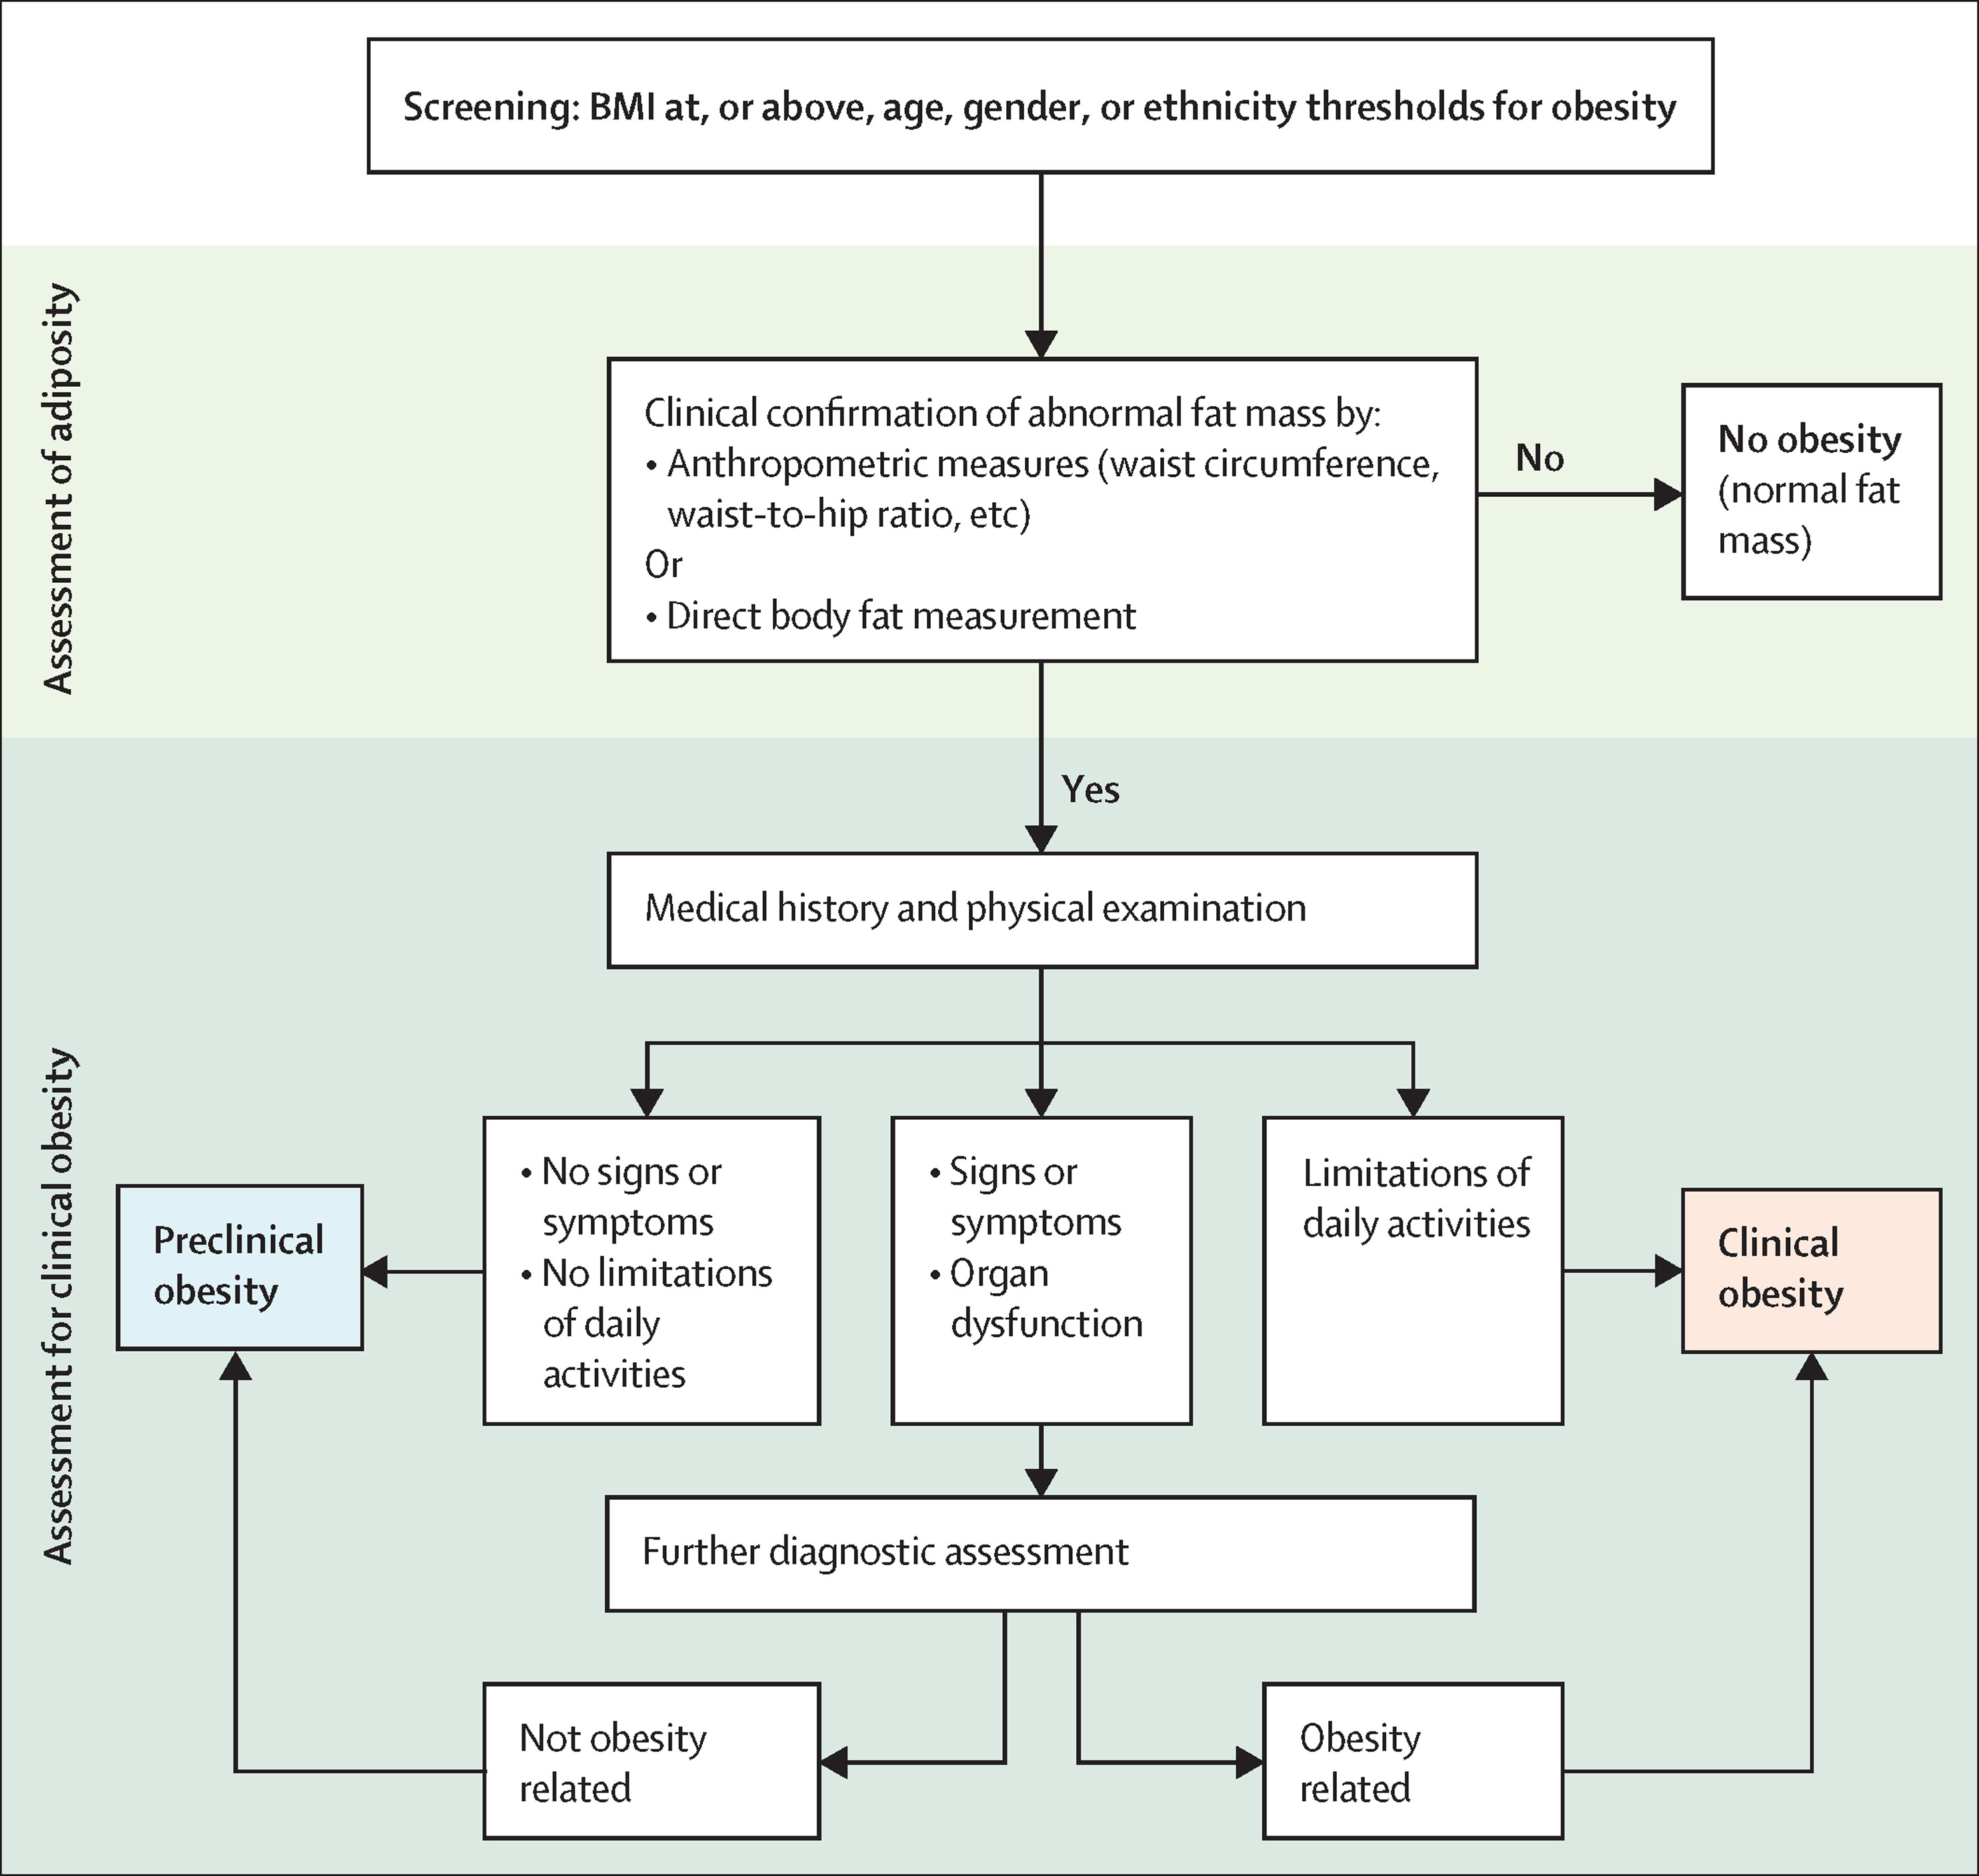 Screening: BMI at, or above, age, gender, or ethnicity thresholds for obesity
Assessment of adiposity
Clinical confirmation of abnormal fat mass by:
• Anthropometric measures (waist circumference,
waist-to-hip ratio, etc)
Or
• Direct body fat measurement
No
No obesity
(normal fat
mass)
Yes
Assessment for clinical obesity
Medical history and physical examination
Preclinical
obesity
• No signs or
symptoms
• No limitations
of daily
activities
• Signs or
symptoms
• Organ
dysfunction
Limitations of
daily activities
Clinical
obesity
Further diagnostic assessment
Not obesity
related
Obesity
related